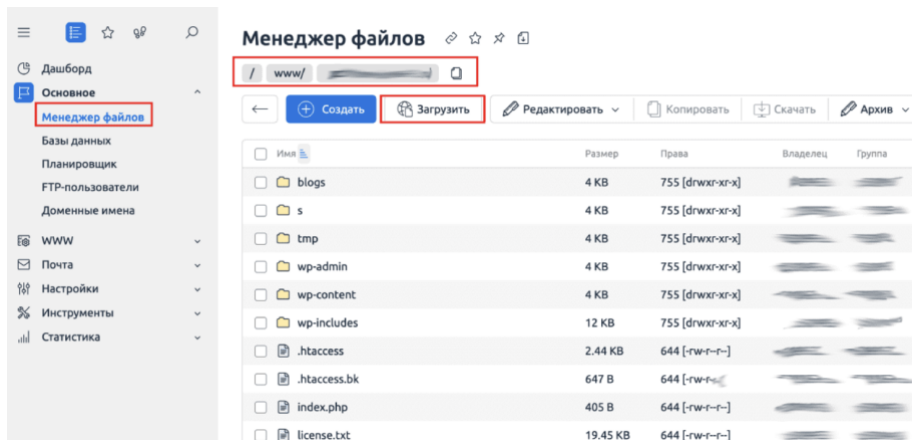 Менеджер файлов
/ www/
Создать Загрузить Редактировать Копировать Скачать Архив
Дашборд
Основное
Менеджер файлов
Базы данных
Планировщик
FTP-пользователи
Доменные имена
WWW
Почта
Настройки
Инструменты
Статистика
Имя Размер Права Владелец Группа
blogs 4 KB 755 [drwxr-xr-x]
s 4 KB 755 [drwxr-xr-x]
tmp 4 KB 755 [drwxr-xr-x]
wp-admin 4 KB 755 [drwxr-xr-x]
wp-content 4 KB 755 [drwxr-xr-x]
wp-includes 12 KB 755 [drwxr-xr-x]
.htaccess 2.44 KB 644 [-rw-r--r--]
.htaccess.bk 647 B 644
index.php 405 B 644 [-rw-r--r--]
license.txt 19.45 KB 644 [-rw-r--r--]